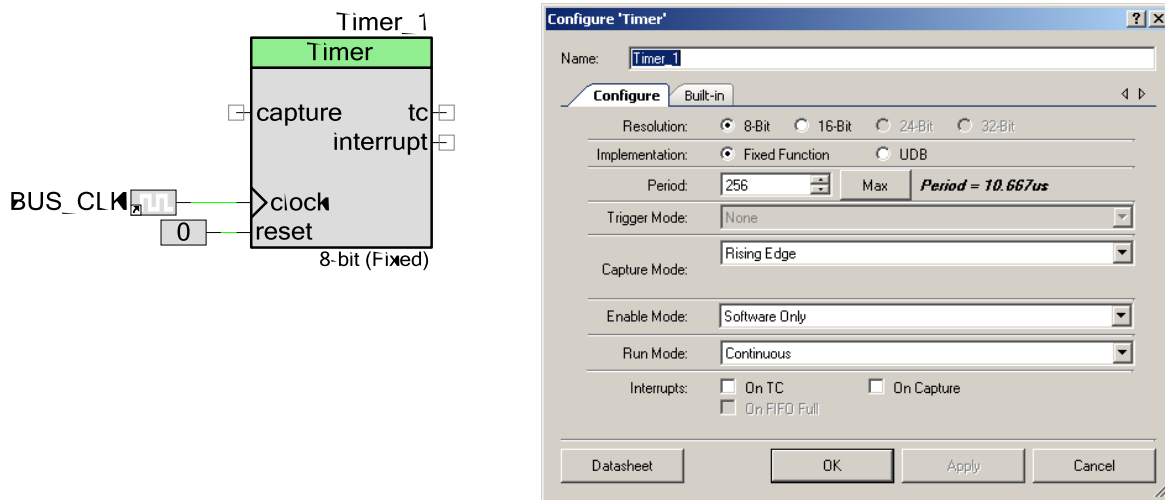 Timer_1
Timer
capture
tc
interrupt
BUS_CLK
clock
0
reset
8-bit (Fixed)
Configure 'Timer'
Name: Timer_1
Configure Built-in
Resolution: 8-Bit 16-Bit 24-Bit 32-Bit
Implementation: Fixed Function UDB
Period: 256 Max Period = 10.667us
Trigger Mode: None
Capture Mode: Rising Edge
Enable Mode: Software Only
Run Mode: Continuous
Interrupts: On TC On Capture
On FIFO Full
Datasheet OK Apply Cancel